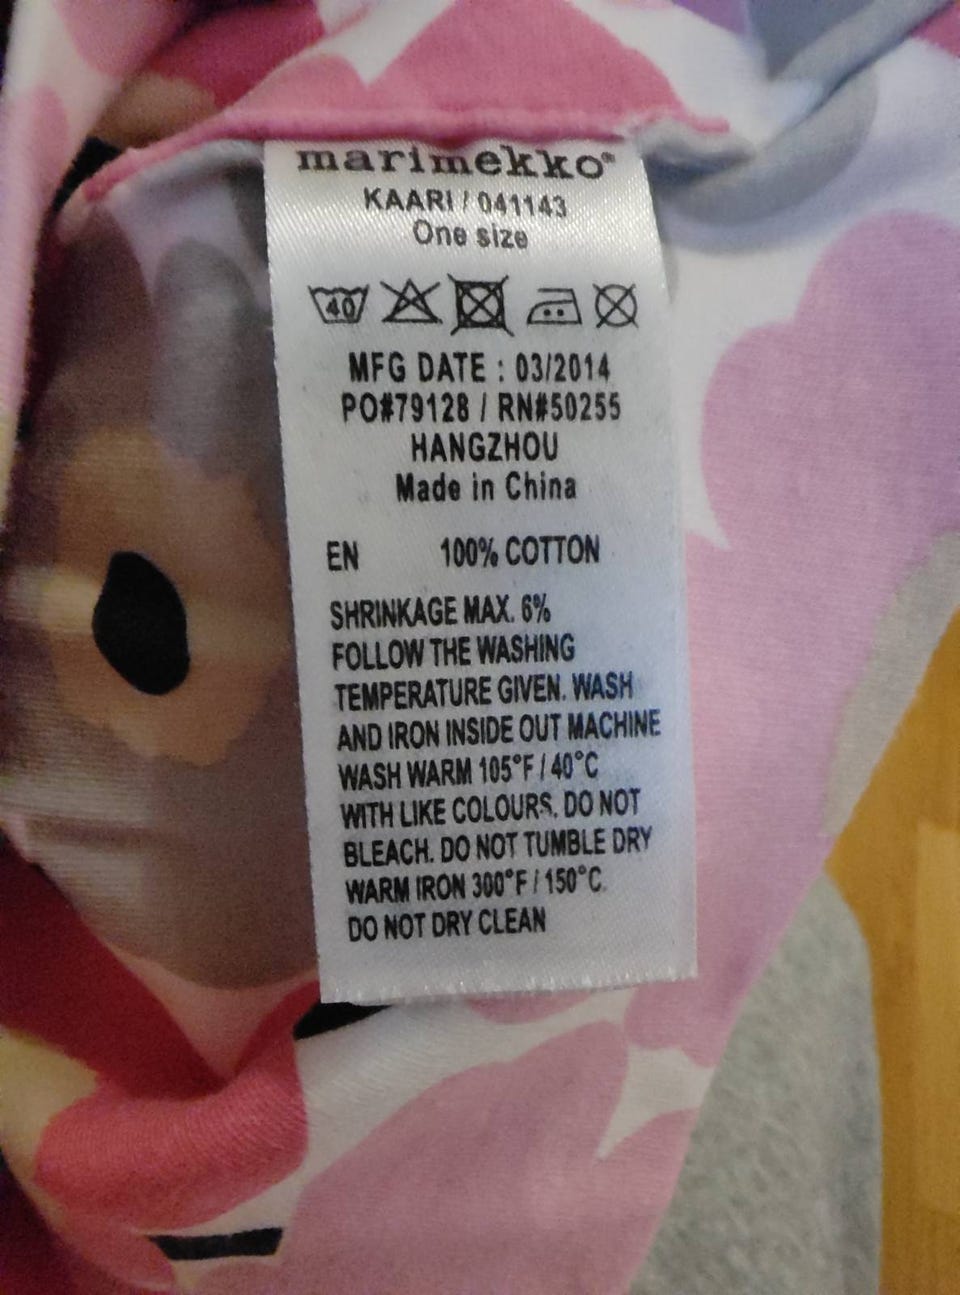 marimekko®
KAARI / 041143
One size
40
MFG DATE : 03/2014
PO#79128 / RN#50255
HANGZHOU
Made in China
EN 100% COTTON
SHRINKAGE MAX. 6%
FOLLOW THE WASHING
TEMPERATURE GIVEN. WASH
AND IRON INSIDE OUT MACHINE
WASH WARM 105°F / 40°C
WITH LIKE COLOURS. DO NOT
BLEACH. DO NOT TUMBLE DRY
WARM IRON 300°F / 150°C.
DO NOT DRY CLEAN